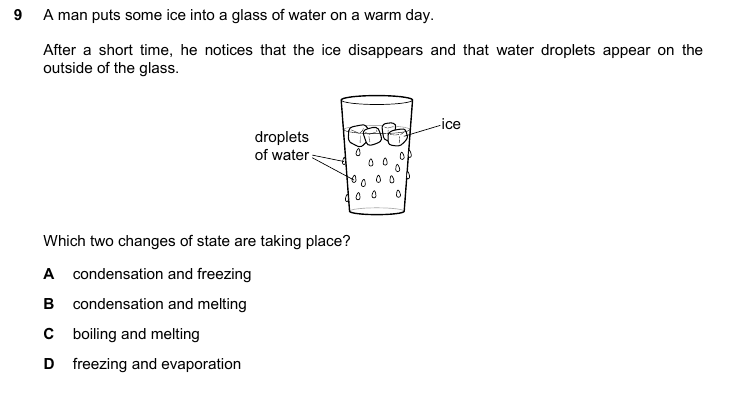 9 A man puts some ice into a glass of water on a warm day.
After a short time, he notices that the ice disappears and that water droplets appear on the
outside of the glass.
ice
droplets
of water
Which two changes of state are taking place?
A condensation and freezing
B condensation and melting
C boiling and melting
D freezing and evaporation